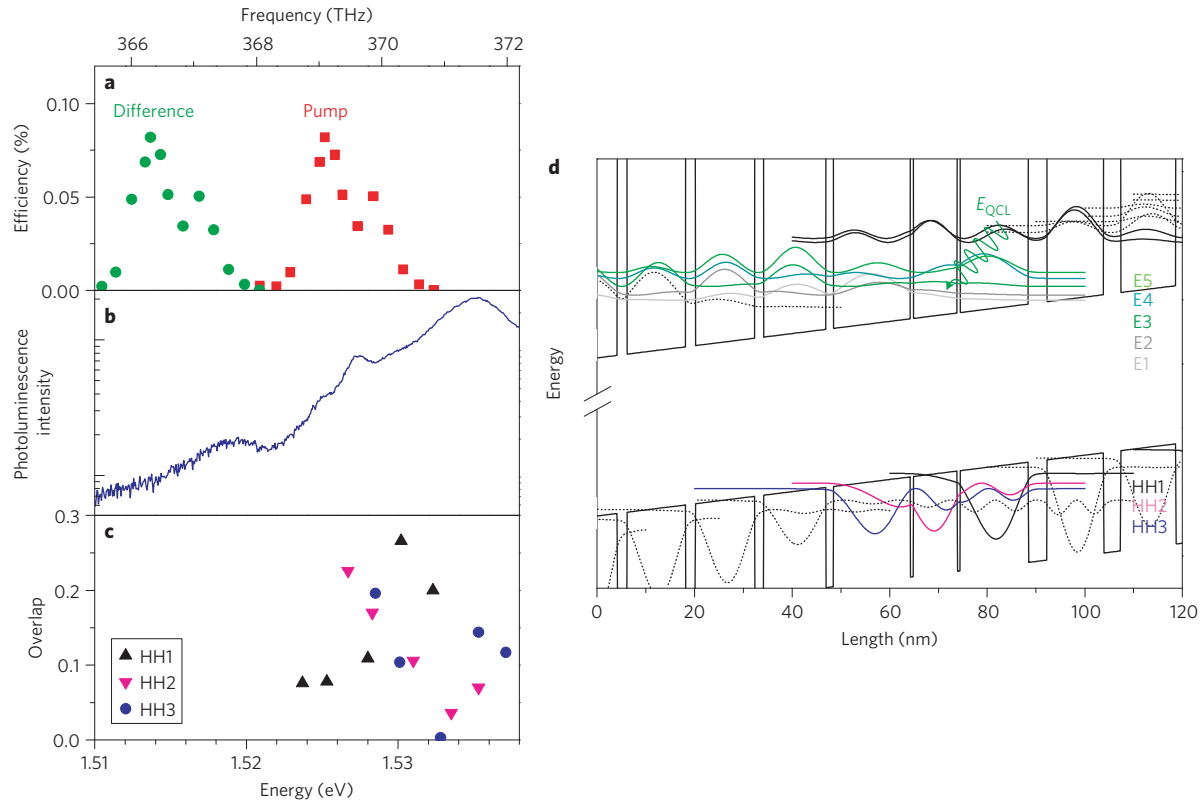 Frequency (THz)
366 368 370 372
a
Difference
Pump
0.10
0.05
0.00
Efficiency (%)
b
Photoluminescence
intensity
0.3
c
0.2
0.1
0.0
Overlap
HH1
HH2
HH3
1.51 1.52 1.53
Energy (eV)
d
E QCL
E5
E4
E3
E2
E1
Energy
HH1
HH2
HH3
0 20 40 60 80 100 120
Length (nm)